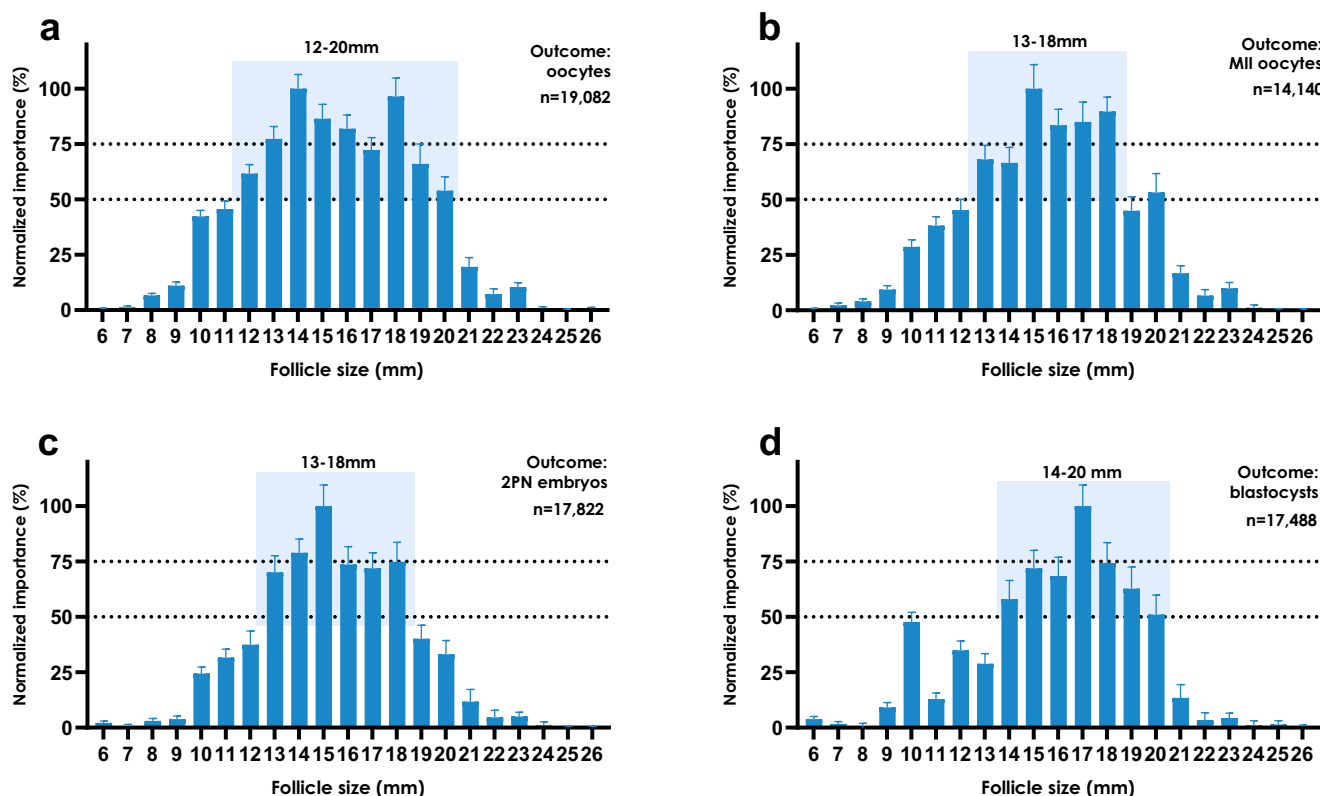 a
12-20mm
Outcome:
oocytes
n=19,082
Normalized importance (%)
100
75
50
25
0
6 7 8 9 10 11 12 13 14 15 16 17 18 19 20 21 22 23 24 25 26
Follicle size (mm)
b
13-18mm
Outcome:
MII oocytes
n=14,140
Normalized importance (%)
100
75
50
25
0
6 7 8 9 10 11 12 13 14 15 16 17 18 19 20 21 22 23 24 25 26
Follicle size (mm)
c
13-18mm
Outcome:
2PN embryos
n=17,822
Normalized importance (%)
100
75
50
25
0
6 7 8 9 10 11 12 13 14 15 16 17 18 19 20 21 22 23 24 25 26
Follicle size (mm)
d
14-20 mm
Outcome:
blastocysts
n=17,488
Normalized importance (%)
100
75
50
25
0
6 7 8 9 10 11 12 13 14 15 16 17 18 19 20 21 22 23 24 25 26
Follicle size (mm)